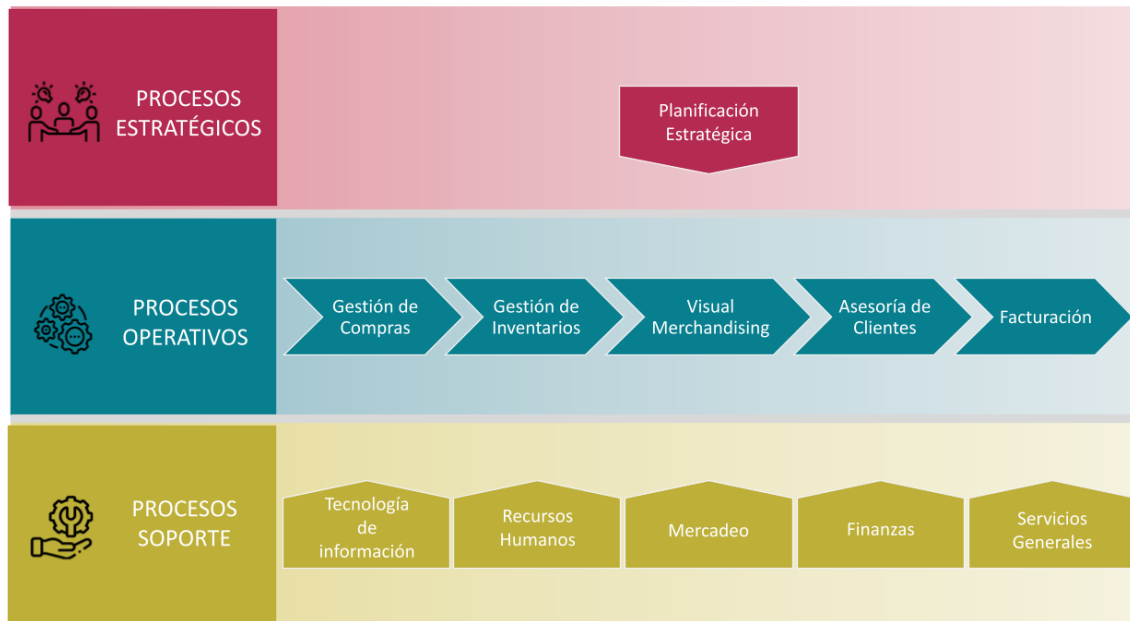 PROCESOS
ESTRATÉGICOS
Planificación
Estratégica
PROCESOS
OPERATIVOS
Gestión de
Compras
Gestión de
Inventarios
Visual
Merchandising
Asesoría de
Clientes
Facturación
PROCESOS
SOPORTE
Tecnología
de
información
Recursos
Humanos
Mercadeo
Finanzas
Servicios
Generales